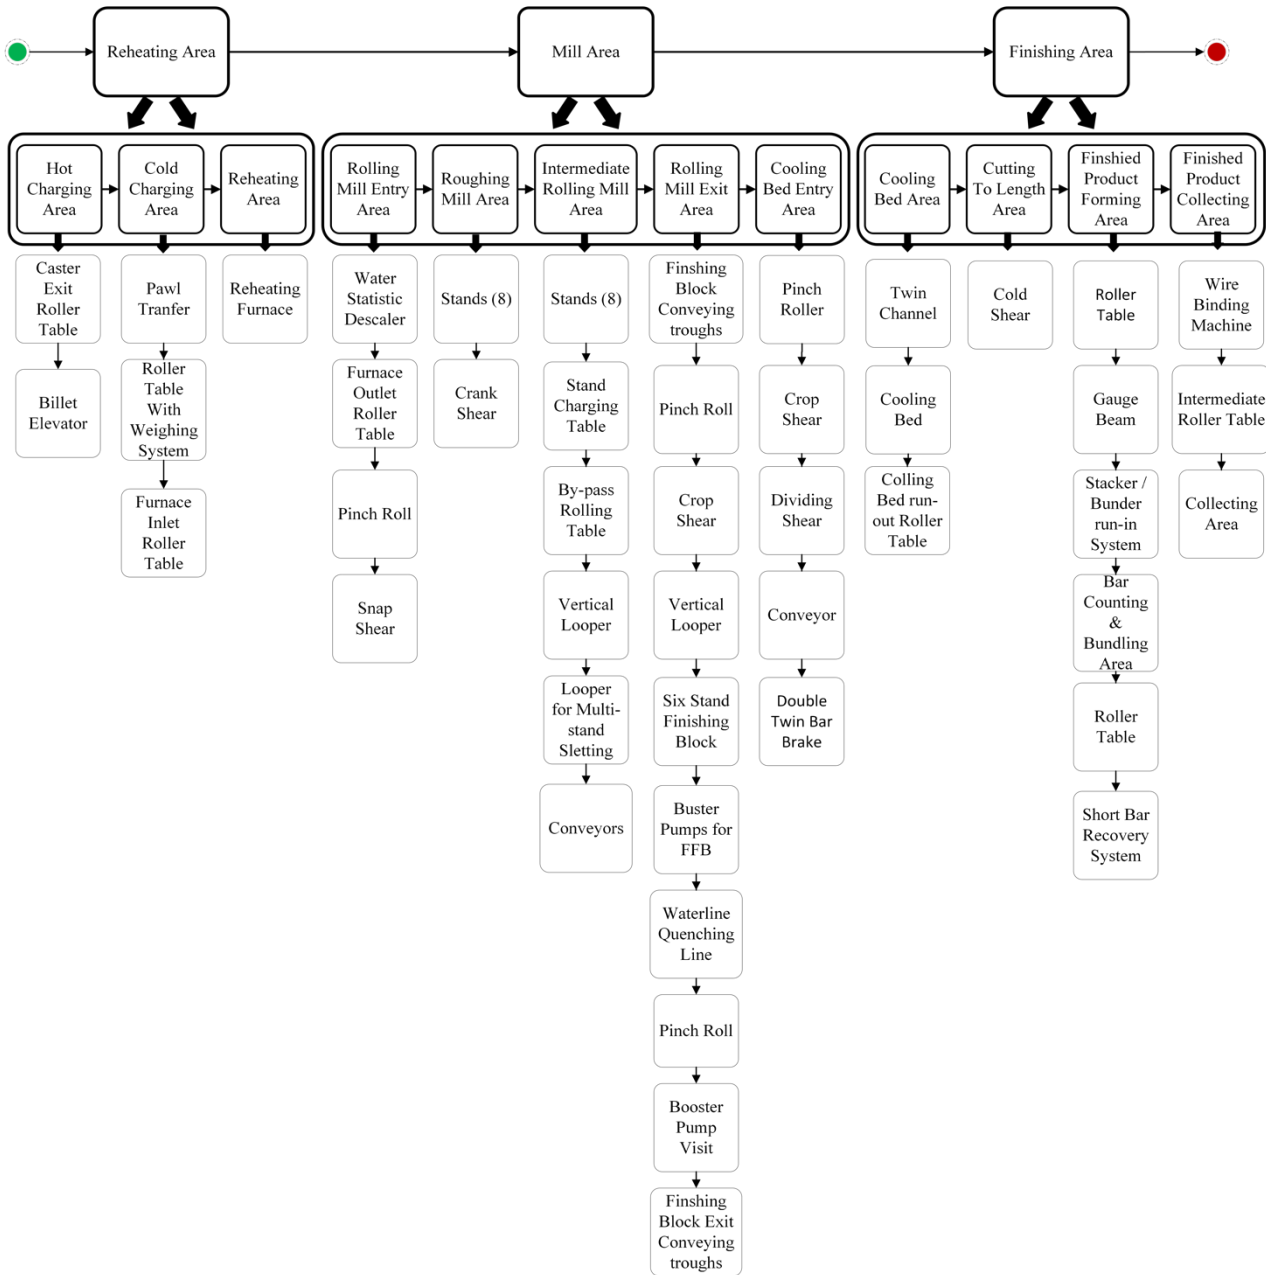 Reheating Area
Mill Area
Finishing Area
Hot
Charging
Area
Cold
Charging
Area
Reheating
Area
Rolling
Mill Entry
Area
Roughing
Mill Area
Intermediate
Rolling Mill
Area
Rolling
Mill Exit
Area
Cooling
Bed Entry
Area
Cooling
Bed Area
Cutting
To Length
Area
Finshied
Product
Forming
Area
Finished
Product
Collecting
Area
Caster
Exit
Roller
Table
Billet
Elevator
Pawl
Tranfer
Roller
Table
With
Weighing
System
Furnace
Inlet
Roller
Table
Reheating
Furnace
Water
Statistic
Descaler
Furnace
Outlet
Roller
Table
Pinch Roll
Snap
Shear
Stands (8)
Crank
Shear
Stands (8)
Stand
Charging
Table
By-pass
Rolling
Table
Vertical
Looper
Looper
for Multi-
stand
Sletting
Conveyors
Finshing
Block
Conveying
troughs
Pinch Roll
Crop
Shear
Vertical
Looper
Six Stand
Finishing
Block
Buster
Pumps for
FFB
Waterline
Quenching
Line
Pinch Roll
Booster
Pump
Visit
Finshing
Block Exit
Conveying
troughs
Pinch
Roller
Crop
Shear
Dividing
Shear
Conveyor
Double
Twin Bar
Brake
Twin
Channel
Cooling
Bed
Colling
Bed run-
out Roller
Table
Cold
Shear
Roller
Table
Gauge
Beam
Stacker /
Bunder
run-in
System
Bar
Counting
&
Bundling
Area
Roller
Table
Short Bar
Recovery
System
Wire
Binding
Machine
Intermediate
Roller Table
Collecting
Area